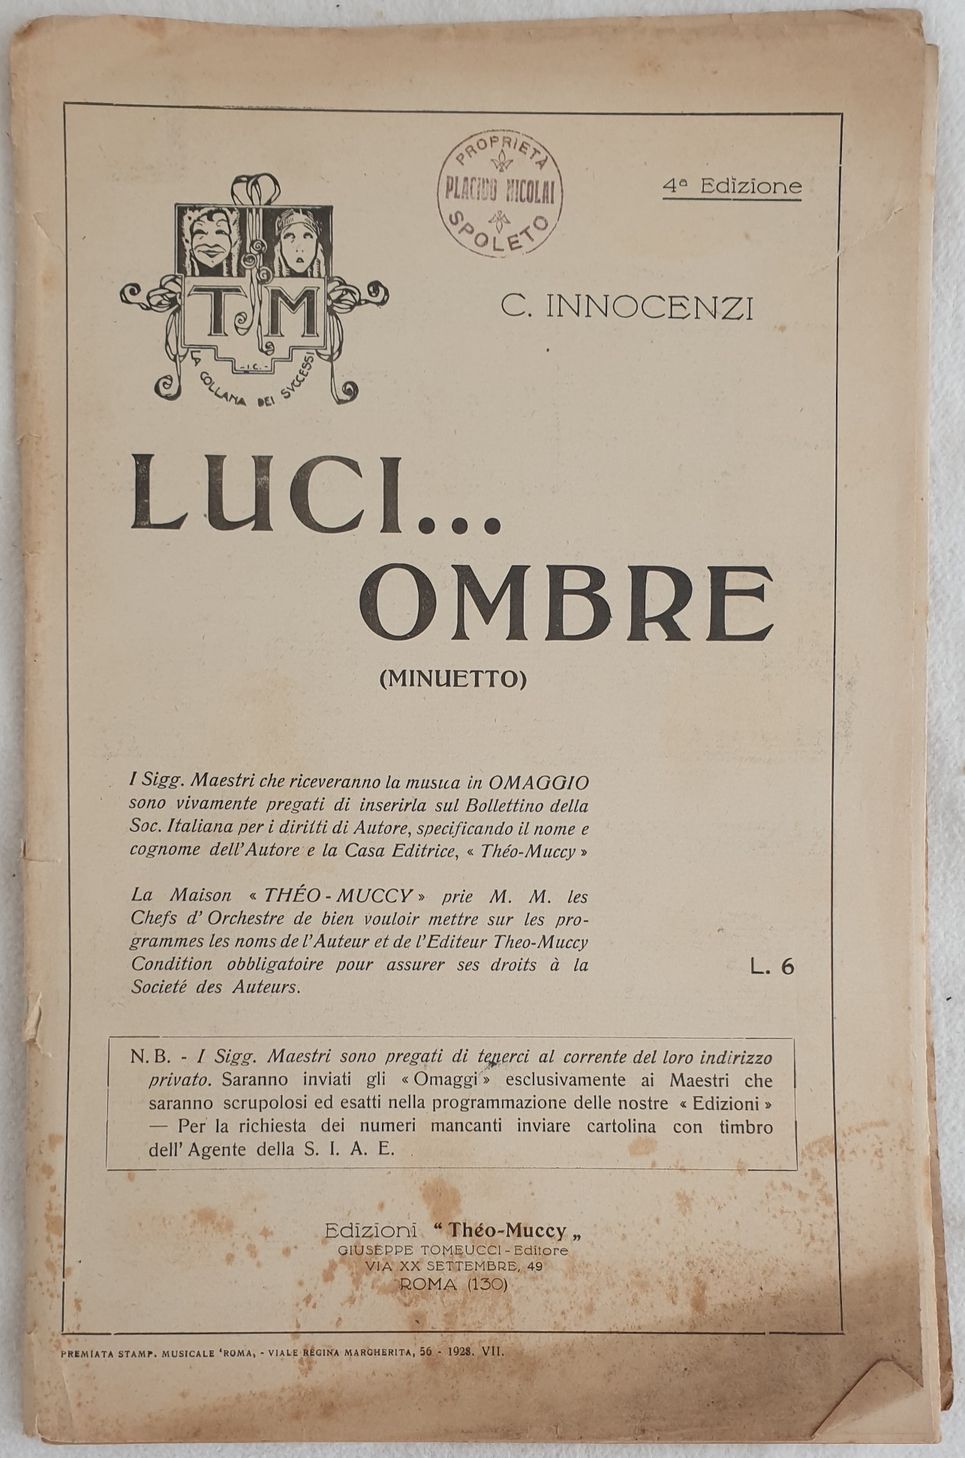 PROPRIETÀ
PLACIDO NICOLAI
SPOLETO
4ª Edizione
T M
- I.C. -
LA COLLANA DEI SVCCESSI
C. INNOCENZI
LUCI...
OMBRE
(MINUETTO)
I Sigg. Maestri che riceveranno la musica in OMAGGIO
sono vivamente pregati di inserirla sul Bollettino della
Soc. Italiana per i diritti di Autore, specificando il nome e
cognome dell'Autore e la Casa Editrice, « Théo-Muccy »
La Maison « THÉO - MUCCY » prie M. M. les
Chefs d' Orchestre de bien vouloir mettre sur les pro-
grammes les noms de l'Auteur et de l'Editeur Theo-Muccy
Condition obbligatoire pour assurer ses droits à la
Societé des Auteurs.
L. 6
N. B. - I Sigg. Maestri sono pregati di tenerci al corrente del loro indirizzo
privato. Saranno inviati gli « Omaggi » esclusivamente ai Maestri che
saranno scrupolosi ed esatti nella programmazione delle nostre « Edizioni »
— Per la richiesta dei numeri mancanti inviare cartolina con timbro
dell' Agente della S. I. A. E.
Edizioni “ Théo-Muccy „
GIUSEPPE TOMEUCCI - Editore
VIA XX SETTEMBRE, 49
ROMA (130)
PREMIATA STAMP. MUSICALE ‘ROMA, - VIALE REGINA MARGHERITA, 56 - 1928. VII.